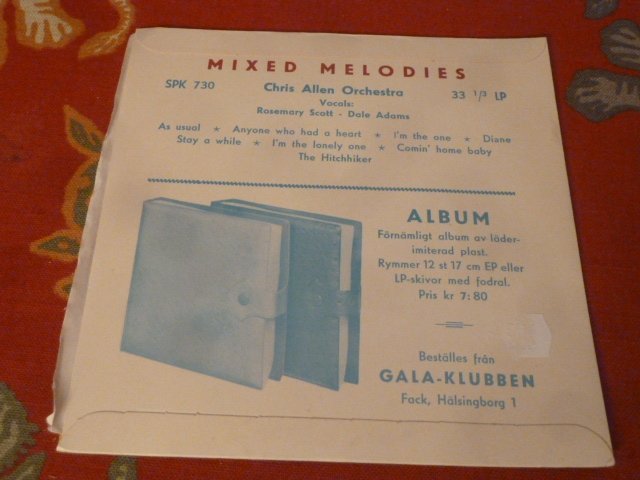 MIXED MELODIES
SPK 730 Chris Allen Orchestra 33 1/3 LP
Vocals:
Rosemary Scott - Dale Adams
As usual ★ Anyone who had a heart ★ I'm the one ★ Diane
Stay a while ★ I'm the lonely one ★ Comin' home baby
The Hitchhiker
ALBUM
Förnämligt album av läder-
imiterad plast.
Rymmer 12 st 17 cm EP eller
LP-skivor med fodral.
Pris kr 7:80
Beställes från
GALA-KLUBBEN
Fack, Hälsingborg 1